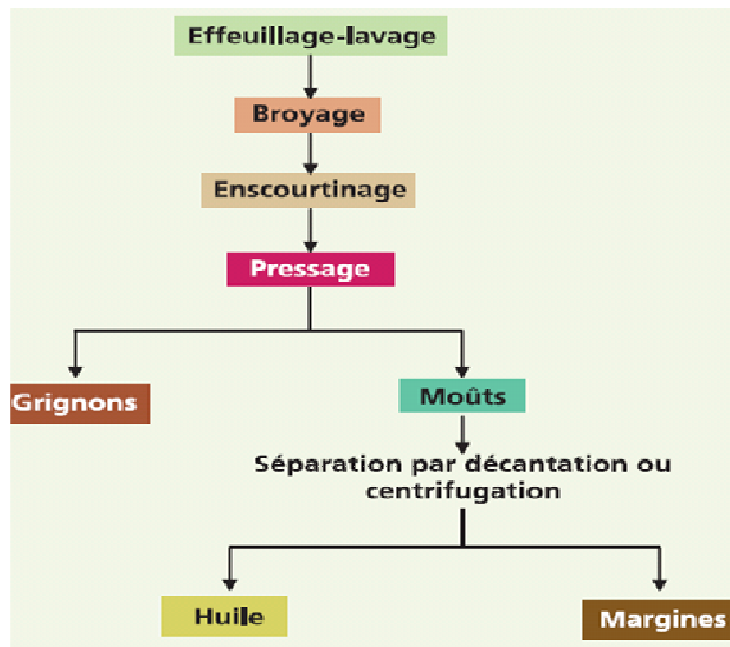 Effeuillage-lavage
Broyage
Enscourtinage
Pressage
Grignons
Moûts
Séparation par décantation ou
centrifugation
Huile
Margines